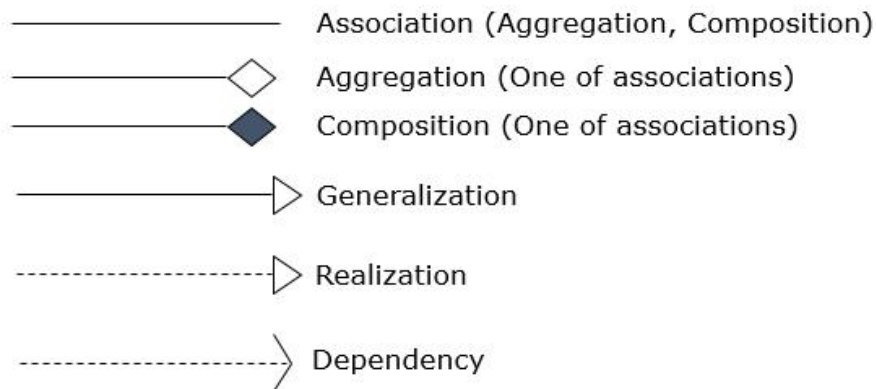 Association (Aggregation, Composition)
Aggregation (One of associations)
Composition (One of associations)
Generalization
Realization
Dependency